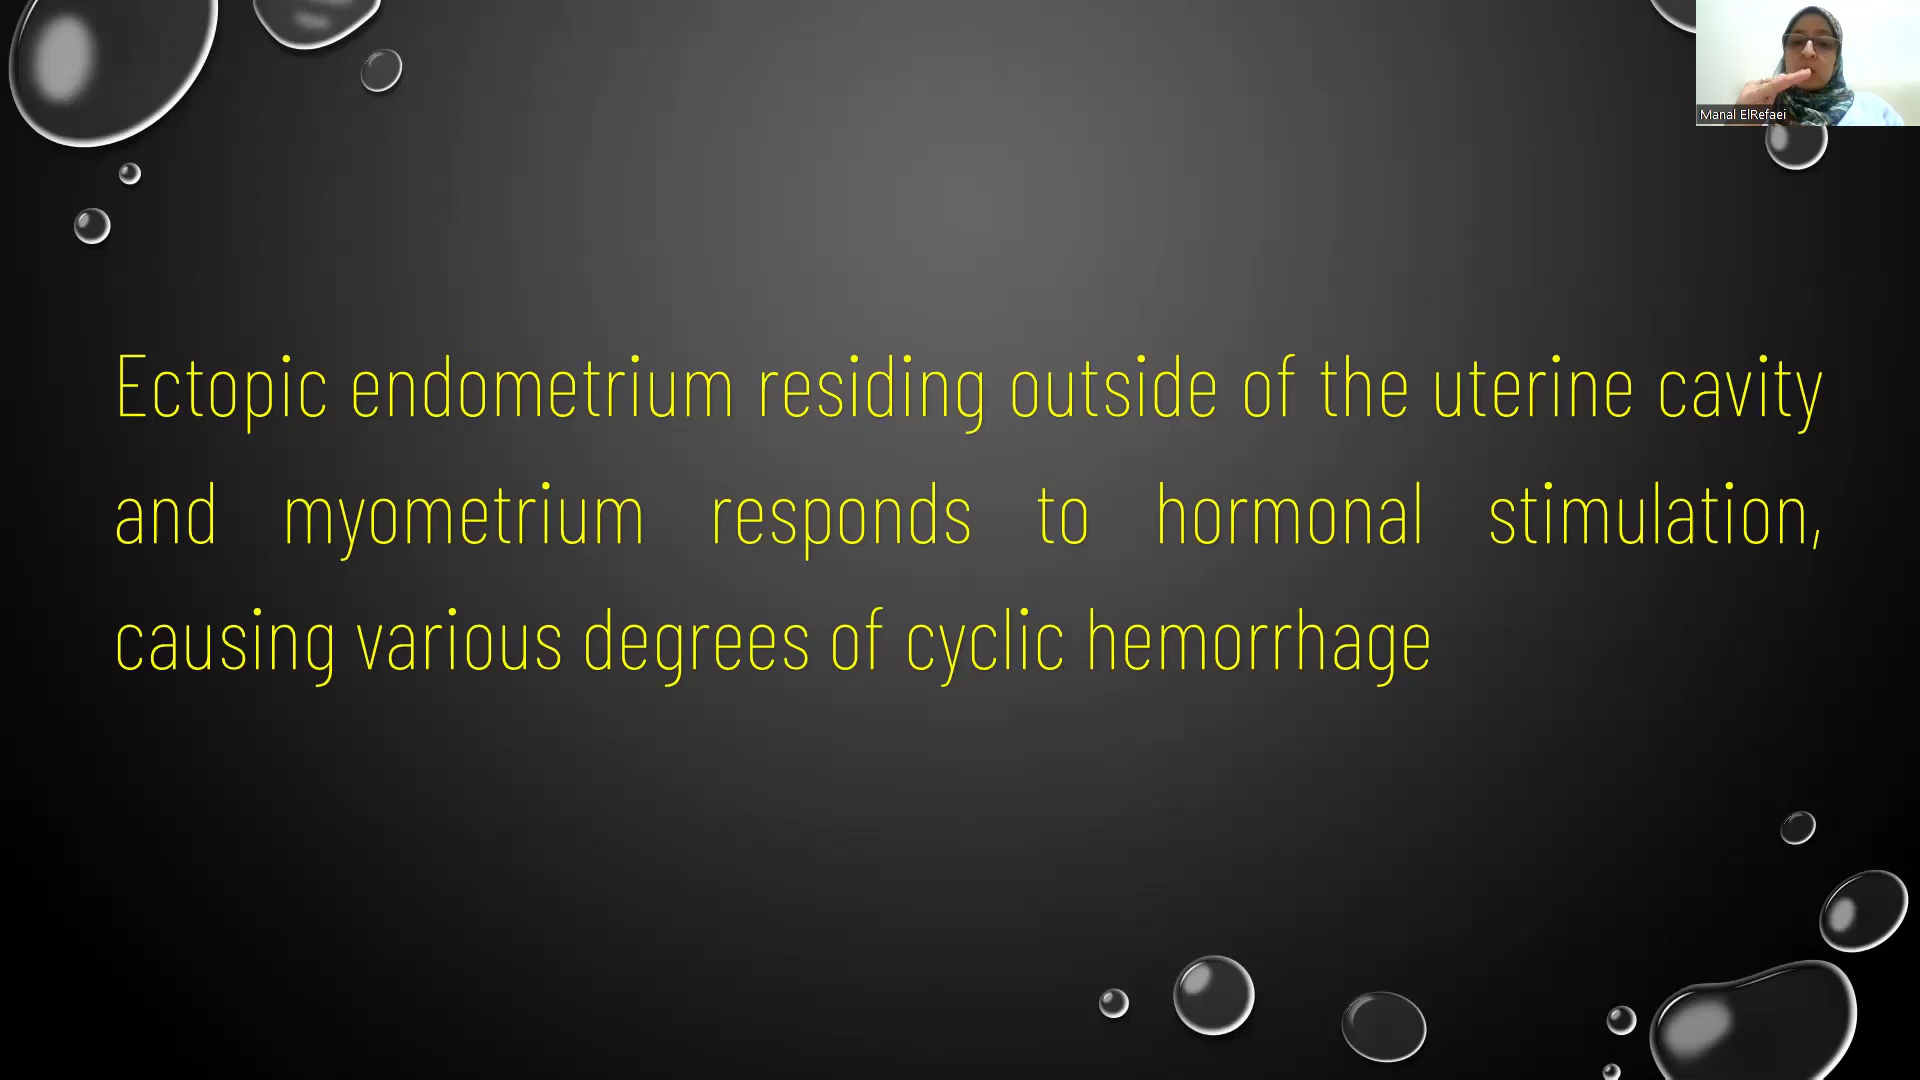 Manal ElRefaei
Ectopic endometrium residing outside of the uterine cavity
and myometrium responds to hormonal stimulation,
causing various degrees of cyclic hemorrhage